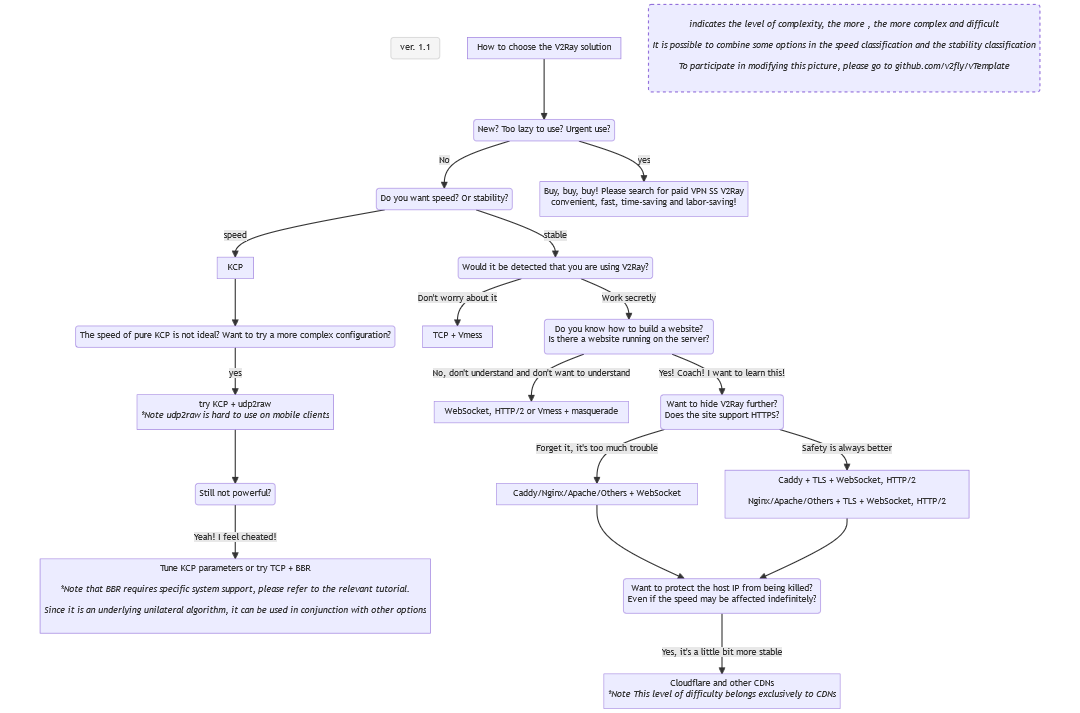 indicates the level of complexity, the more , the more complex and difficult
It is possible to combine some options in the speed classification and the stability classification
To participate in modifying this picture, please go to github.com/v2fly/vTemplate
ver. 1.1
How to choose the V2Ray solution
New? Too lazy to use? Urgent use?
No
yes
Do you want speed? Or stability?
Buy, buy, buy! Please search for paid VPN SS V2Ray
convenient, fast, time-saving and labor-saving!
speed
stable
KCP
Would it be detected that you are using V2Ray?
Don't worry about it
Work secretly
The speed of pure KCP is not ideal? Want to try a more complex configuration?
TCP + Vmess
Do you know how to build a website?
Is there a website running on the server?
yes
No, don't understand and don't want to understand
Yes! Coach! I want to learn this!
try KCP + udp2raw
*Note udp2raw is hard to use on mobile clients
WebSocket, HTTP/2 or Vmess + masquerade
Want to hide V2Ray further?
Does the site support HTTPS?
Forget it, it's too much trouble
Safety is always better
Still not powerful?
Caddy/Nginx/Apache/Others + WebSocket
Caddy + TLS + WebSocket, HTTP/2
Nginx/Apache/Others + TLS + WebSocket, HTTP/2
Yeah! I feel cheated!
Tune KCP parameters or try TCP + BBR
*Note that BBR requires specific system support, please refer to the relevant tutorial.
Since it is an underlying unilateral algorithm, it can be used in conjunction with other options
Want to protect the host IP from being killed?
Even if the speed may be affected indefinitely?
Yes, it's a little bit more stable
Cloudflare and other CDNs
*Note This level of difficulty belongs exclusively to CDNs